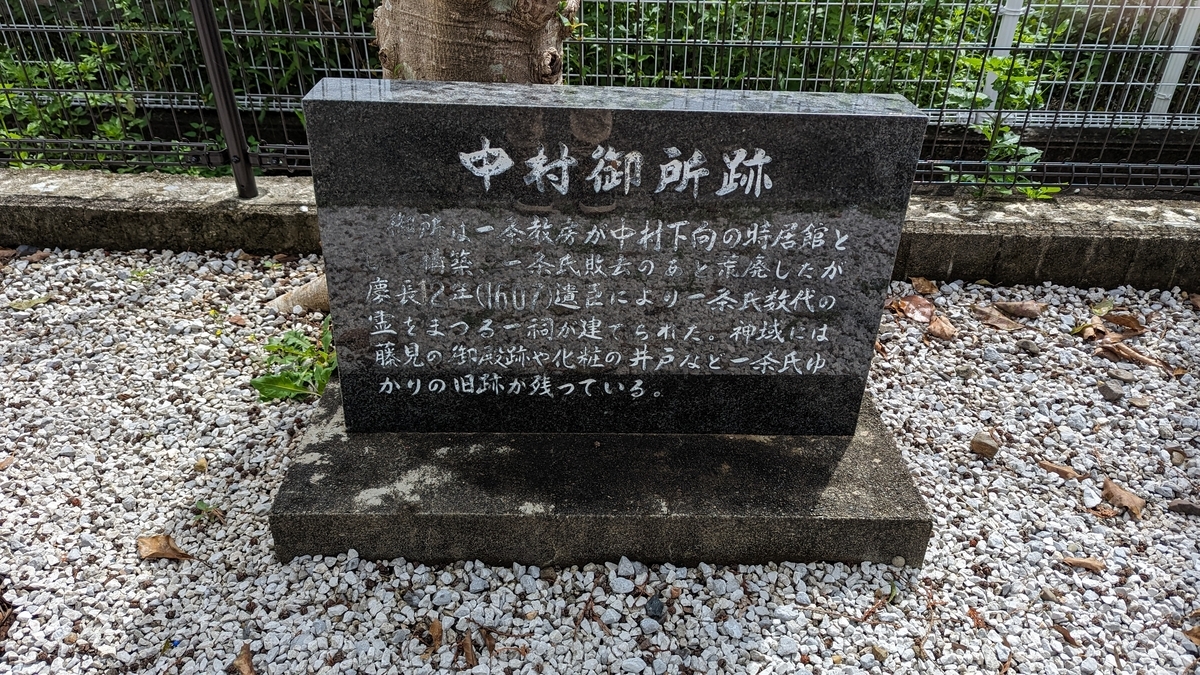 中村御所跡
御所は一条教房が中村下向の時居館と
構築、一条氏敗去のあと荒廃したが
慶長12年(1607)遺臣により一条氏数代の
霊をまつる一祠が建てられた。神域には
藤見の御殿跡や化粧の井戸など一条氏ゆ
かりの旧跡が残っている。